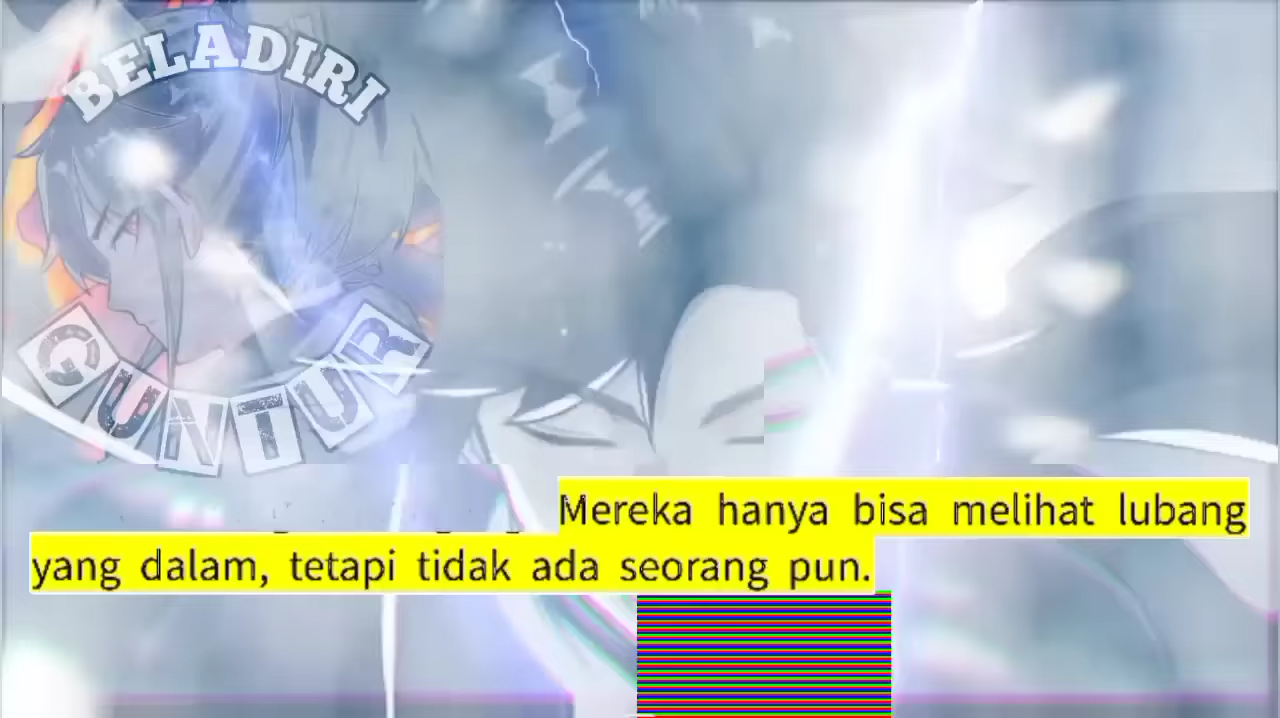 BELADIRI
GUNTUR
Mereka hanya bisa melihat lubang
yang dalam, tetapi tidak ada seorang pun.